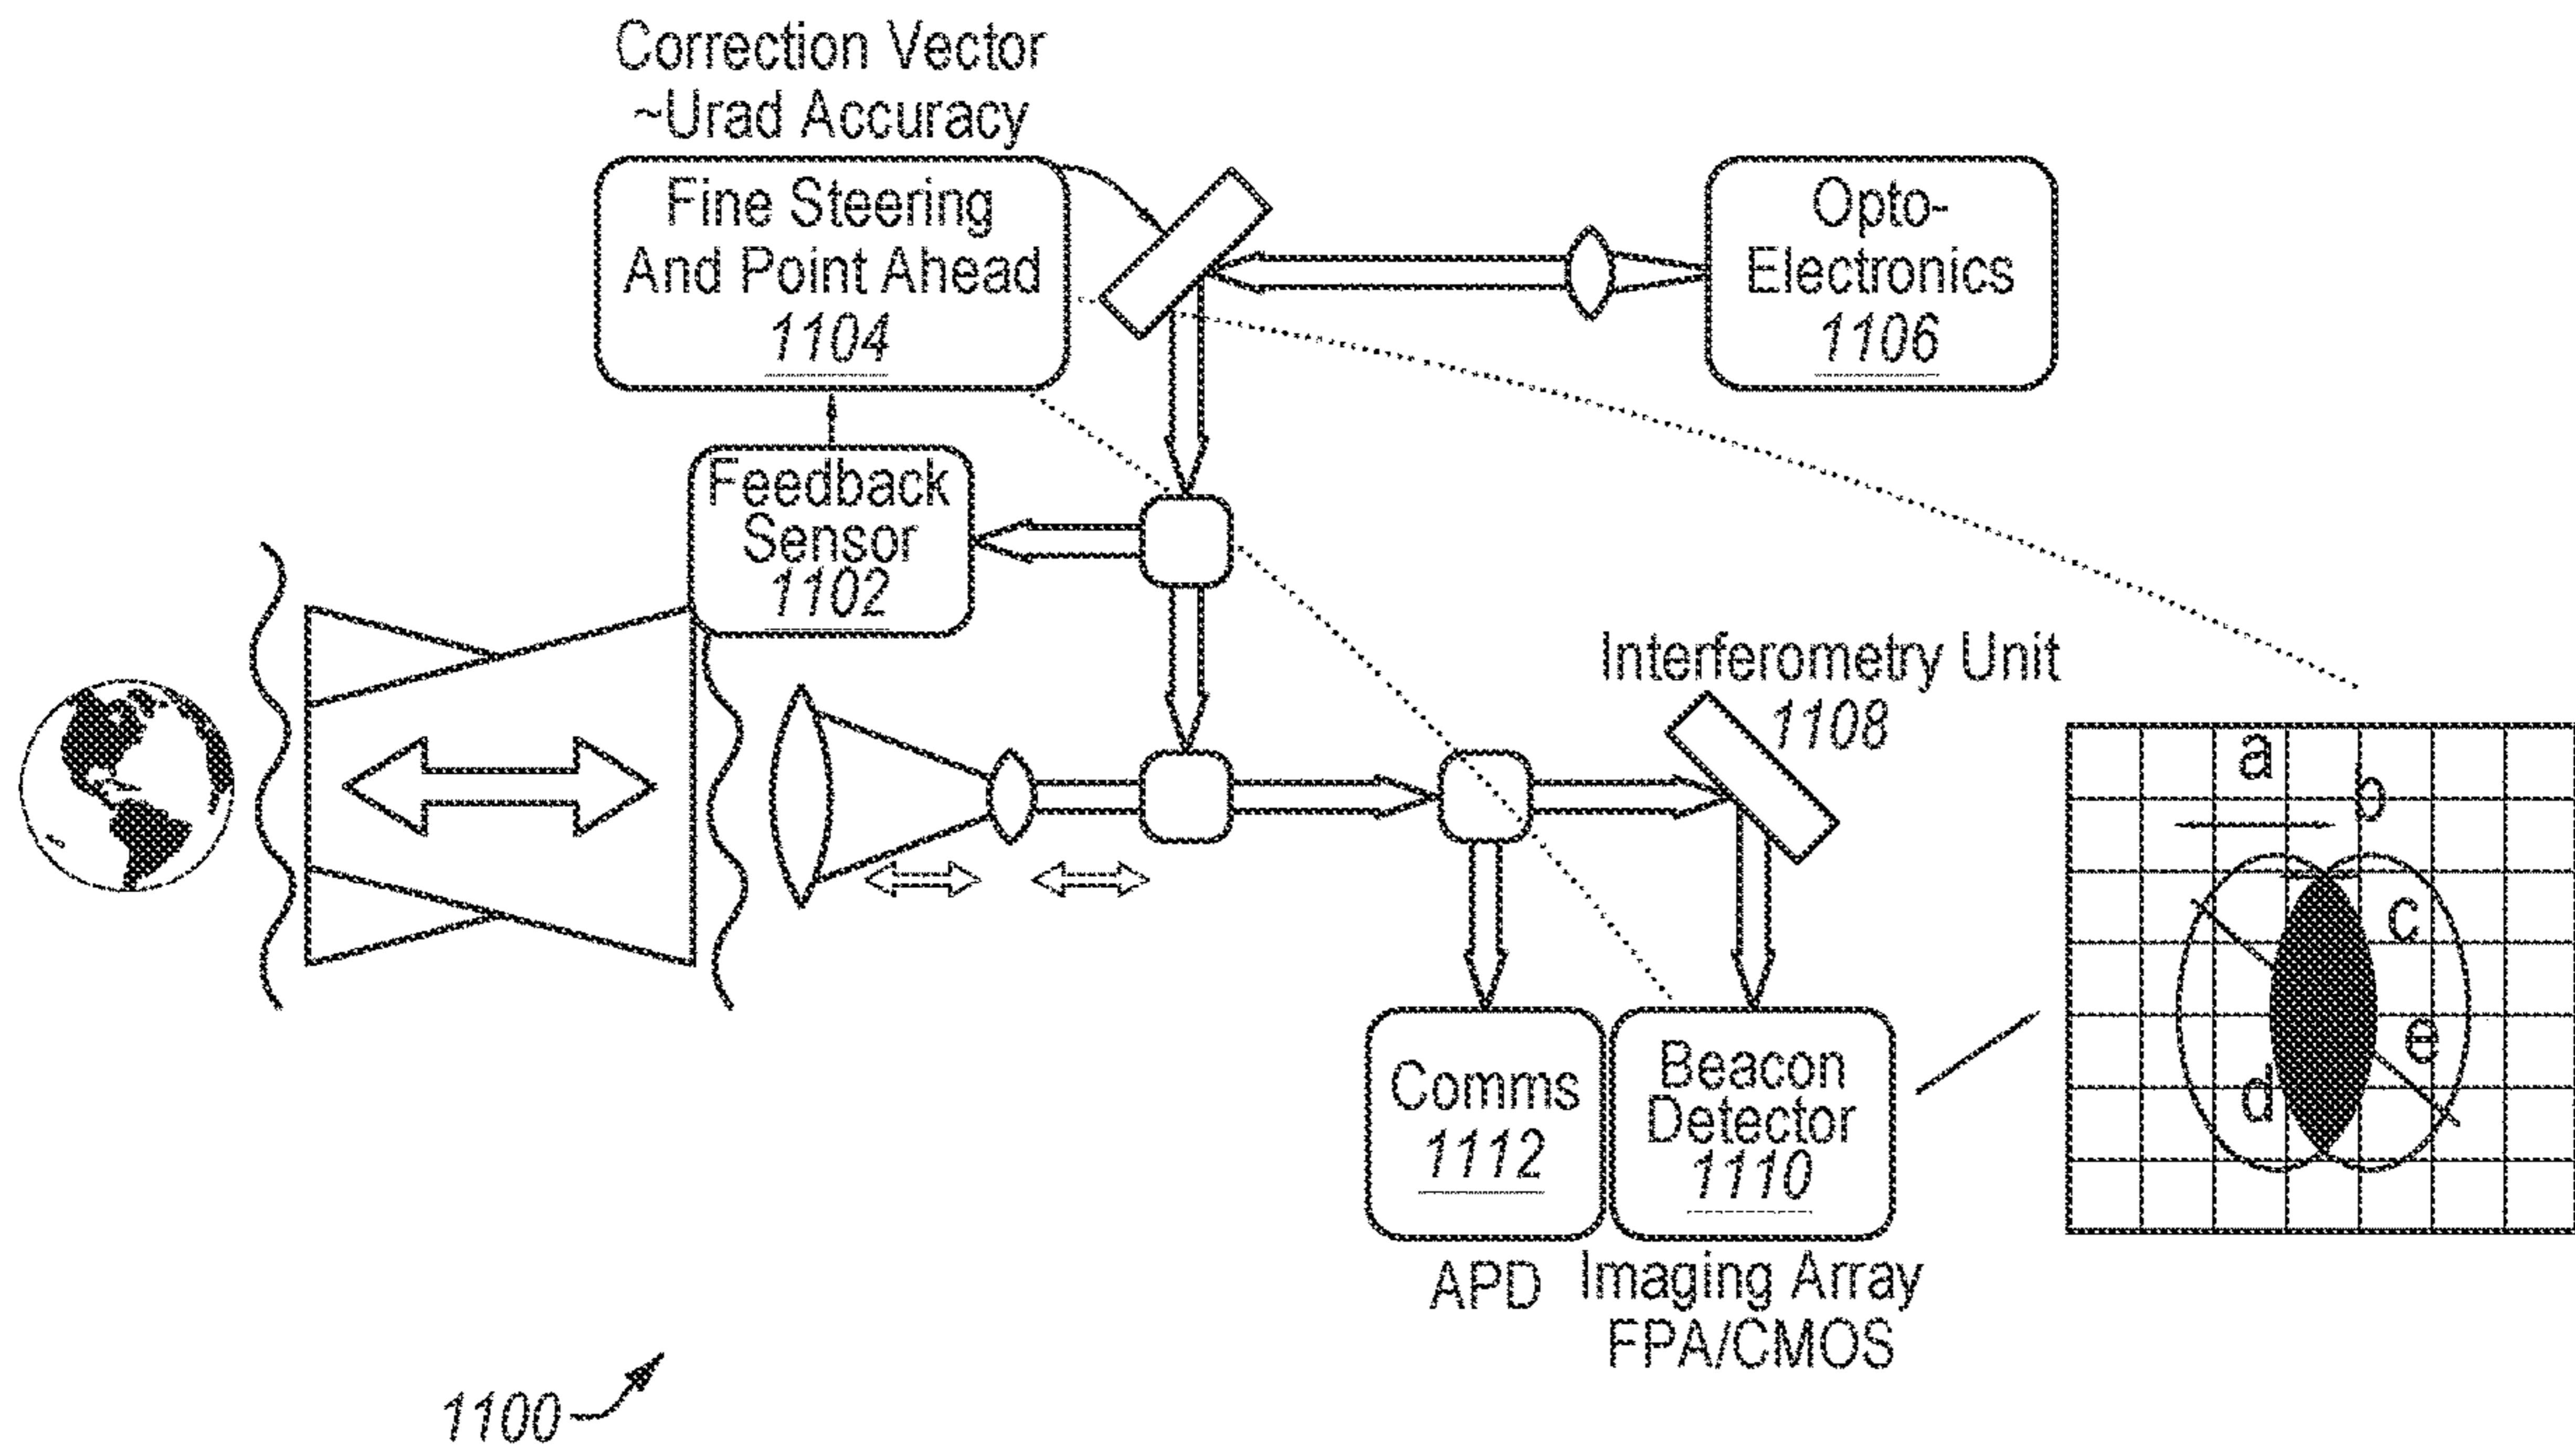 Correction Vector
~Urad Accuracy
Fine Steering
And Point Ahead
1104
Opto-
Electronics
1106
Feedback
Sensor
1102
Interferometry Unit
1108
a
b
c
d
e
Comms
1112
APD
Beacon
Detector
1110
Imaging Array
FPA/CMOS
1100